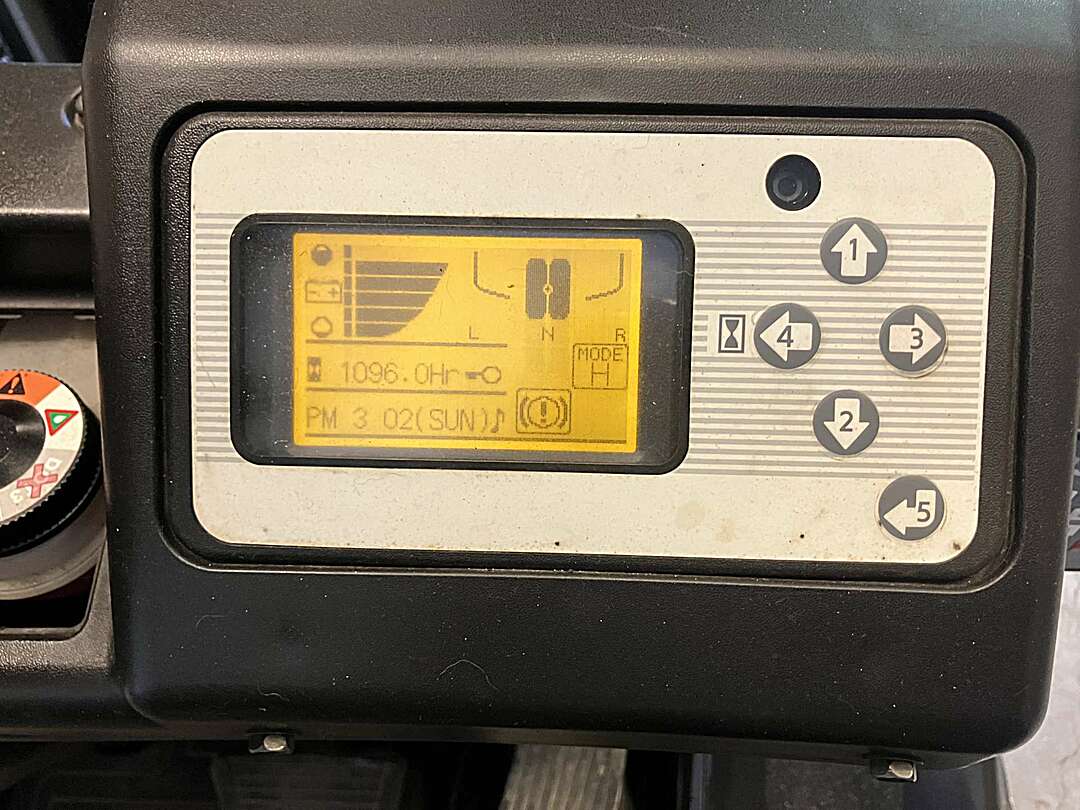 L N R
MODE
H
1096.0Hr
PM 3 02(SUN)♪
1
4
3
2
5